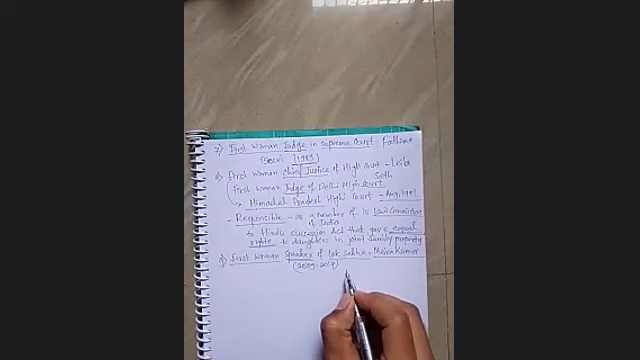 7) First Woman Judge in Supreme Court - Fathima
Beevi (1989)
8) First Woman Chief Justice of High Court - Leila
Seth
First Woman Judge of Delhi High Court
Himachal Pradesh High Court - Aug, 1991
- Responsible - as a member of 15 Law Commission
of India
to Hindu succession Act that gave equal
rights to daughters in joint family property
9) First Woman Speaker of Lok Sabha - Meira Kumar